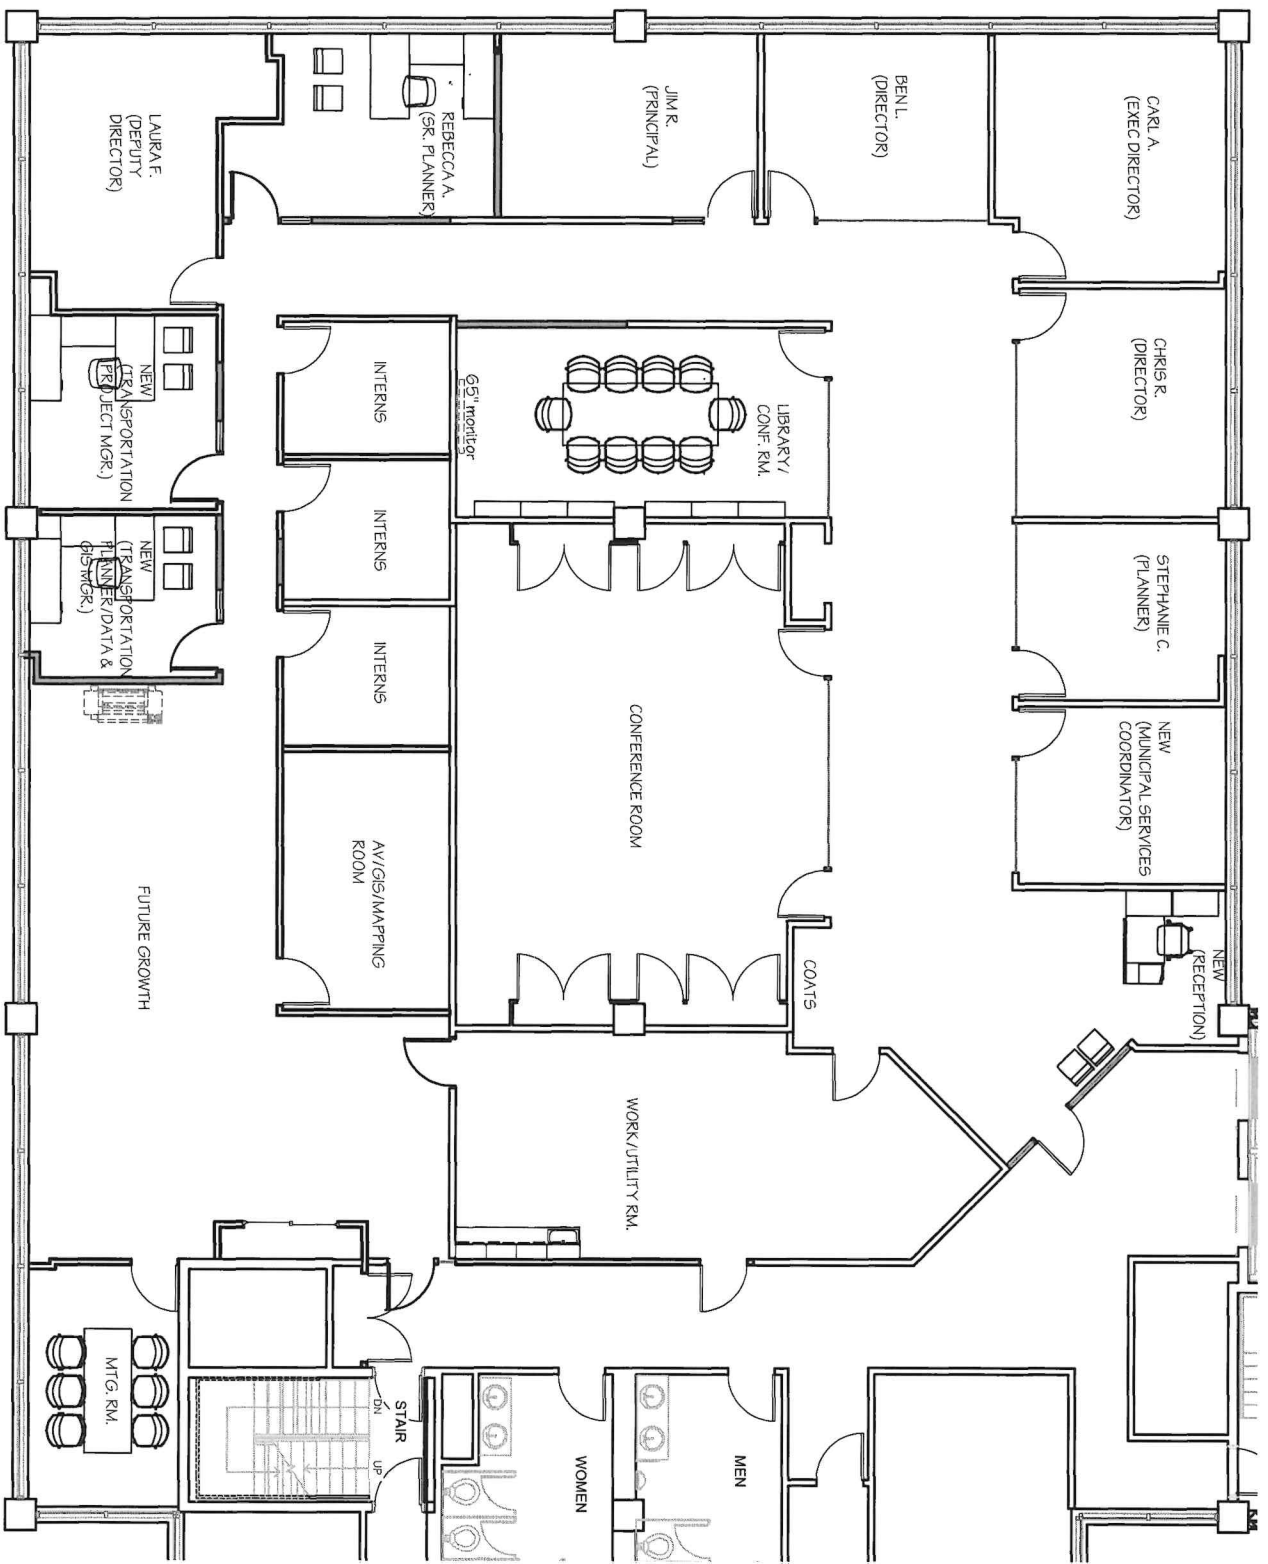 CARL A.
(EXEC DIRECTOR)
CHRIS R.
(DIRECTOR)
STEPHANIE C.
(PLANNER)
NEW
(MUNICIPAL SERVICES
COORDINATOR)
NEW
(RECEPTION)
BEN L.
(DIRECTOR)
JIM R.
(PRINCIPAL)
REBECCA A.
(SR. PLANNER)
LAURA F.
(DEPUTY
DIRECTOR)
LIBRARY/
CONF. RM.
65" monitor
CONFERENCE ROOM
COATS
WORK/UTILITY RM.
INTERNS
INTERNS
INTERNS
AV/GIS/MAPPING
ROOM
NEW
(TRANSPORTATION
PROJECT MGR.)
NEW
(TRANSPORTATION
PLANNER/DATA &
GIS MGR.)
FUTURE GROWTH
MTG. RM.
STAIR
DN
UP
WOMEN
MEN